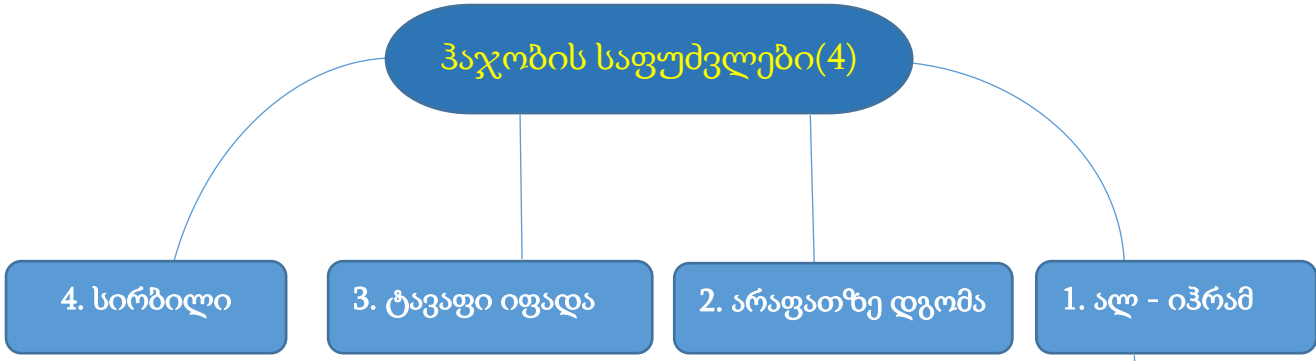 ჰაჯობის საფუძვლები(4)
4. სირბილი
3. ტავაფი იფადა
2. არაფათზე დგომა
1. ალ - იჰრამ